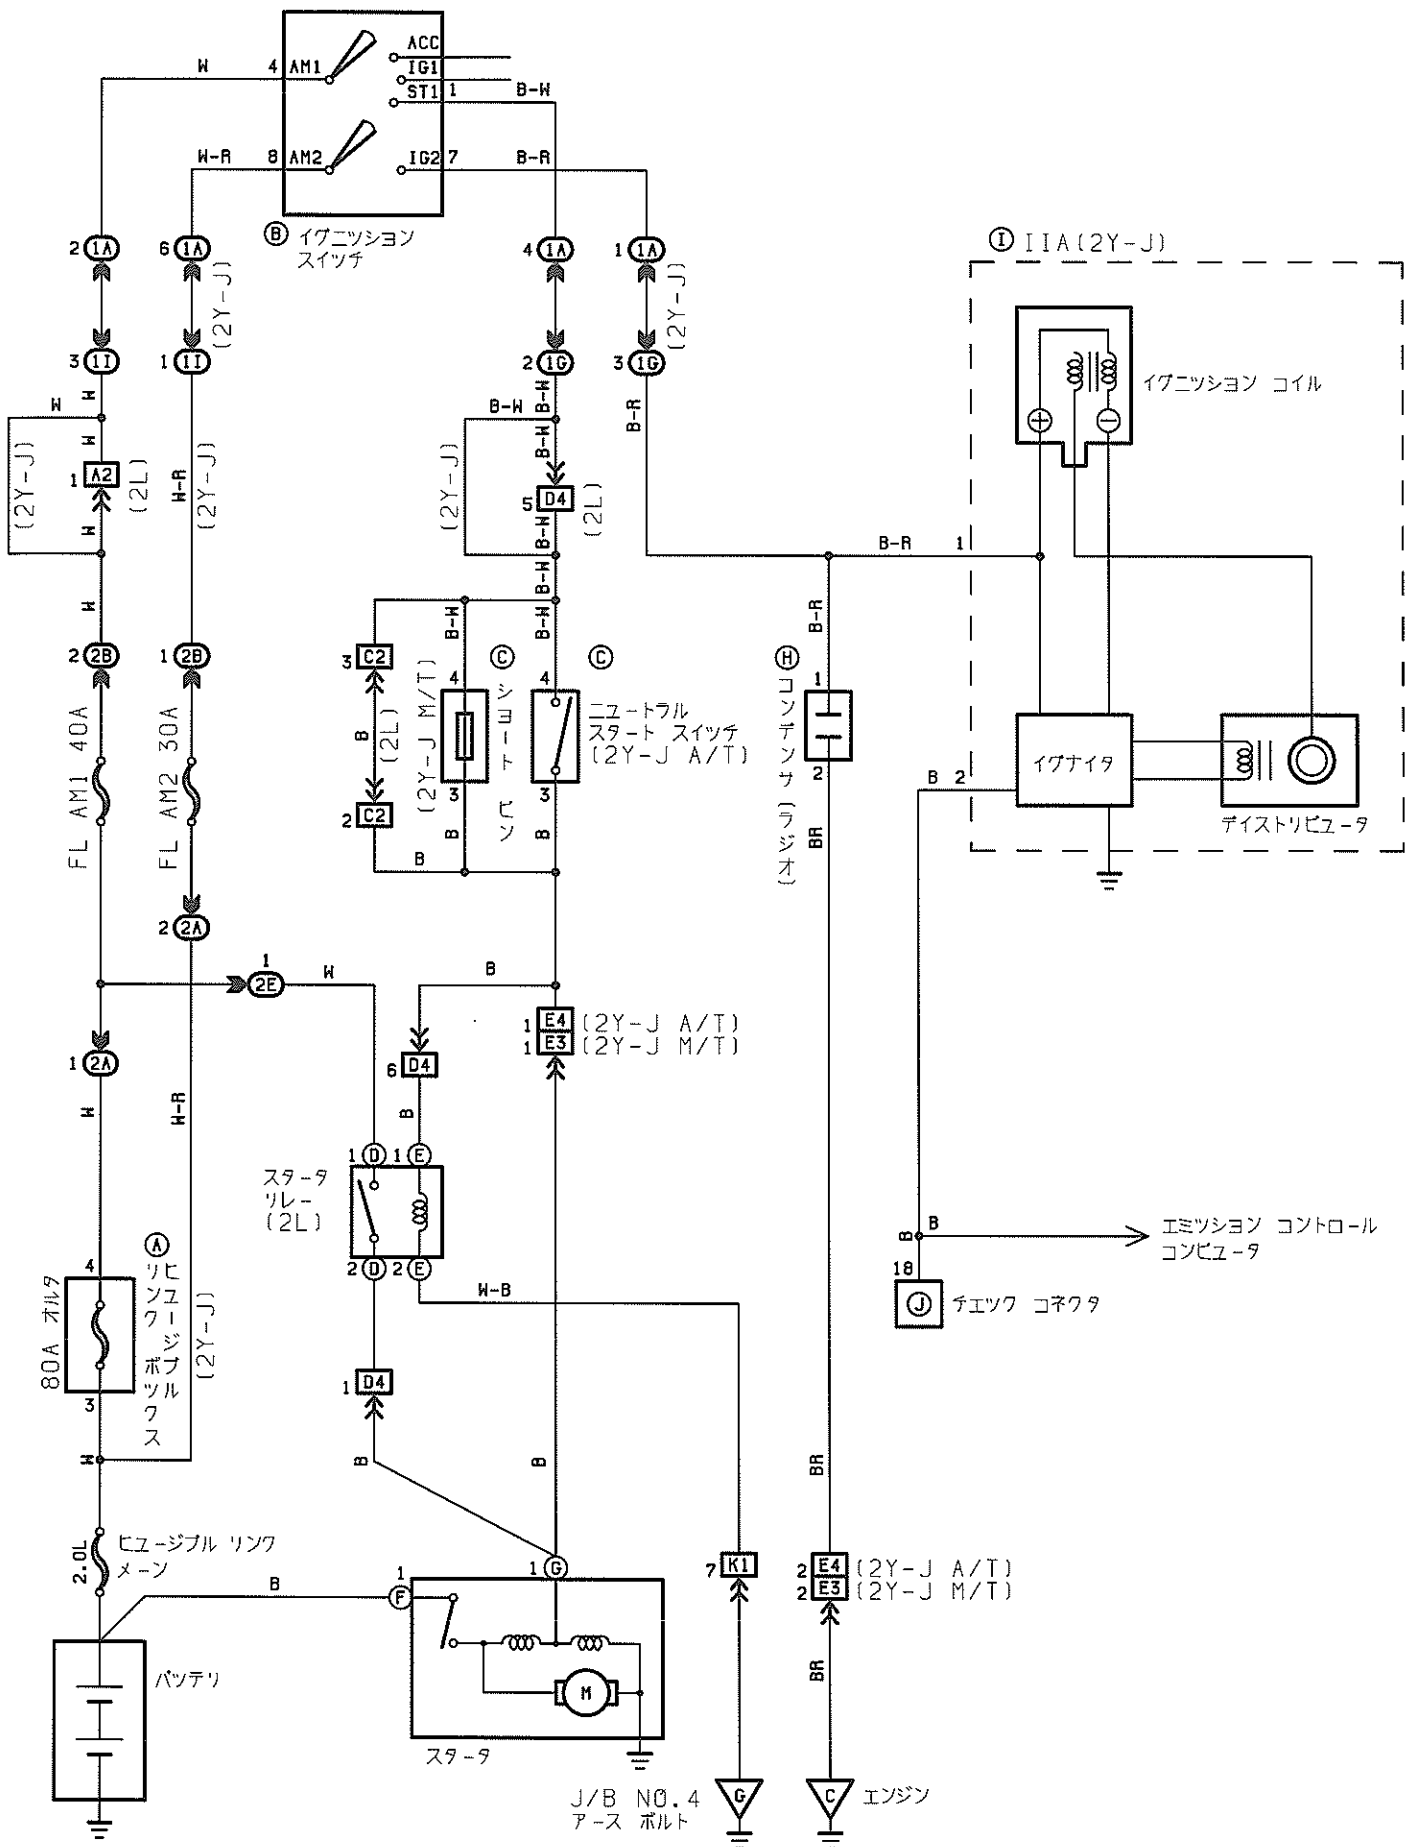 ACC
W
4
AM1
IG1
ST1
1
B-W
W-R
8
AM2
IG2
7
B-R
Ⓑ イグニッション
スイッチ
2
1A
6
1A
(2Y-J)
4
1A
1
1A
(2Y-J)
Ⓘ IIA(2Y-J)
3
1I
1
1I
2
1G
3
1G
イグニッション コイル
+
−
W
W
W
(2Y-J)
1
A2
(2L)
W
W-R
(2Y-J)
B-W
B-W
B-W
(2Y-J)
5
D4
(2L)
B-W
B-R
B-W
B-R
1
W
B-W
B-W
B-R
2
2B
1
2B
3
C2
B
(2L)
2
C2
(2Y-J M/T)
Ⓒ
ショート ピン
4
3
Ⓒ
4
ニュートラル
スタート スイッチ
(2Y-J A/T)
3
Ⓗ
コンデンサ (ラジオ)
1
2
FL AM1 40A
FL AM2 30A
イグナイタ
B 2
ディストリビュータ
B
B
B
BR
2
2A
1
2E
W
B
1
E4
(2Y-J A/T)
1
E3
(2Y-J M/T)
1
2A
6
D4
W
W-R
B
スタータ
リレー
(2L)
1
D
1
E
2
D
2
E
W-B
B
B
エミッション コントロール
コンピュータ
18
J
チェック コネクタ
Ⓐ
ヒュージブル
リンク ボックス
4
80A オルタ
3
(2Y-J)
1
D4
W
B
B
BR
ヒュージブル リンク
メーン
2.0L
B
1
F
1
G
7
K1
2
E4
(2Y-J A/T)
2
E3
(2Y-J M/T)
バッテリ
M
BR
スタータ
J/B NO.4
アース ボルト
G
C
エンジン